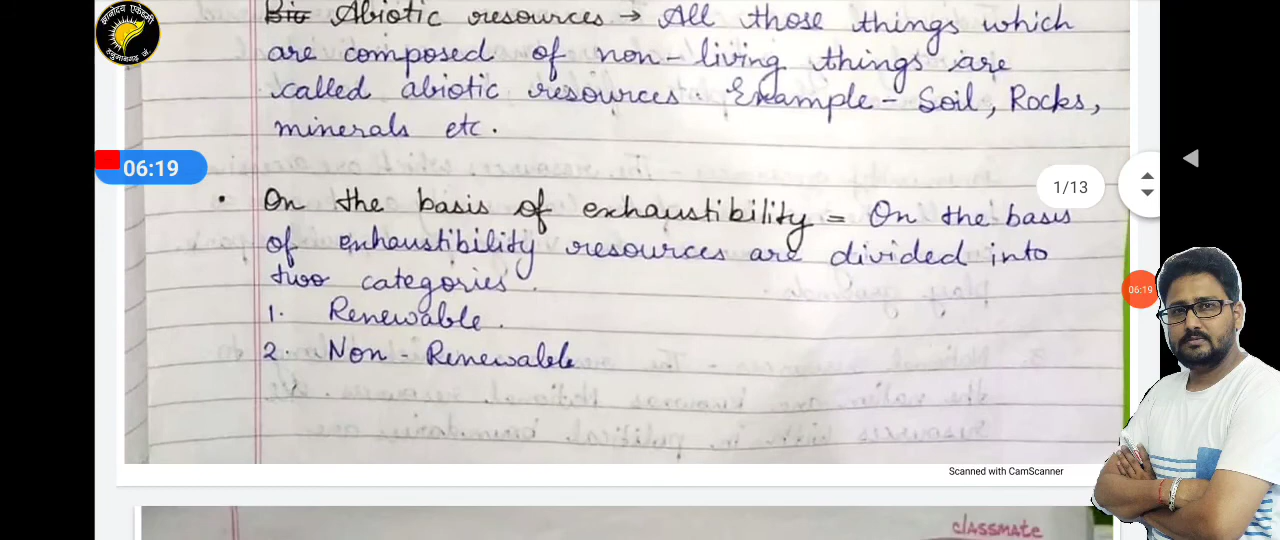 Bio Abiotic resources → All those things which
are composed of non-living things are
called abiotic resources. Example - Soil, Rocks,
minerals etc.
06:19
1/13
• On the basis of exhaustibility = On the basis
of exhaustibility resources are divided into
two categories.
06:19
1. Renewable.
2. Non-Renewable
Scanned with CamScanner
classmate